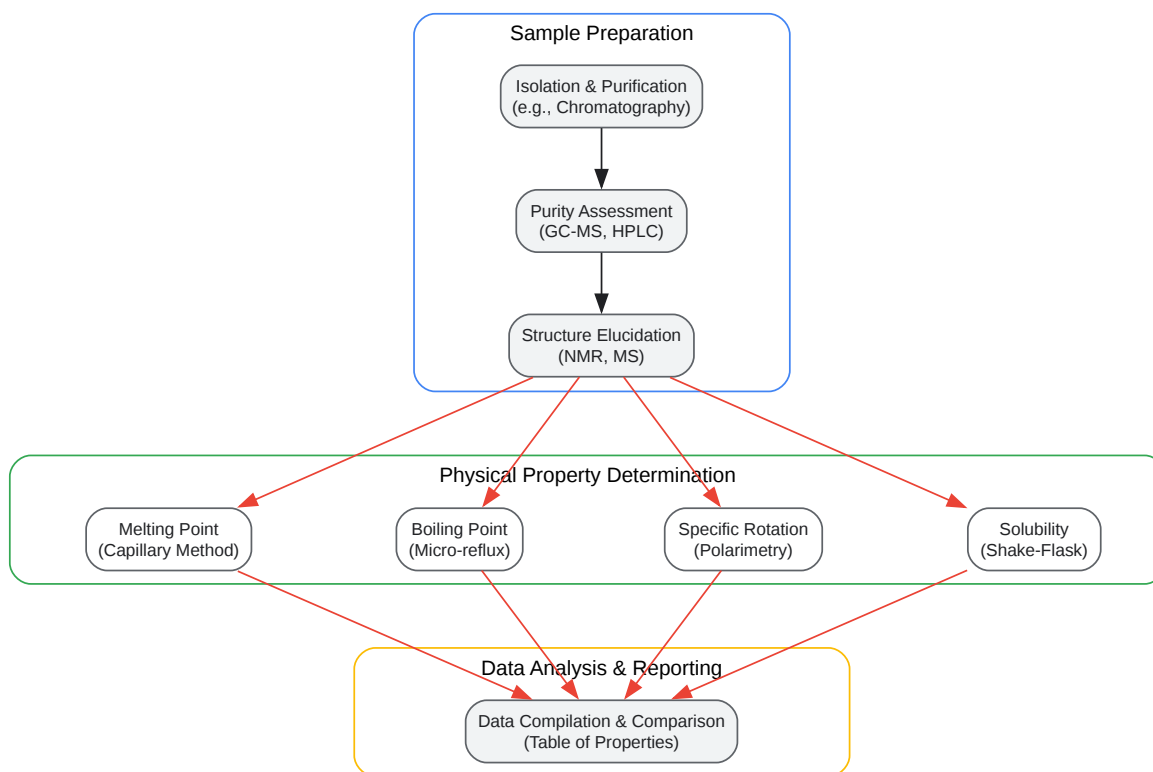 Sample Preparation
Isolation & Purification
(e.g., Chromatography)
Purity Assessment
(GC-MS, HPLC)
Structure Elucidation
(NMR, MS)
Physical Property Determination
Melting Point
(Capillary Method)
Boiling Point
(Micro-reflux)
Specific Rotation
(Polarimetry)
Solubility
(Shake-Flask)
Data Analysis & Reporting
Data Compilation & Comparison
(Table of Properties)